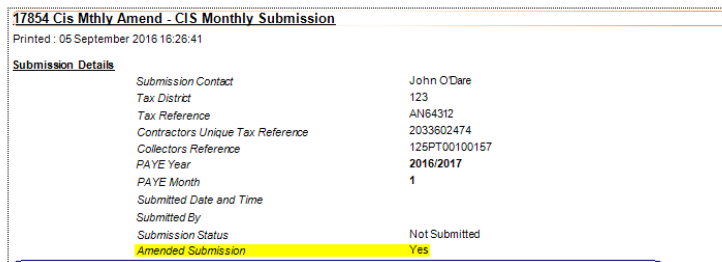 17854 Cis Mthly Amend - CIS Monthly Submission
Printed : 05 September 2016 16:26:41
Submission Details
Submission Contact John O'Dare
Tax District 123
Tax Reference AN64312
Contractors Unique Tax Reference 2033602474
Collectors Reference 125PT00100157
PAYE Year 2016/2017
PAYE Month 1
Submitted Date and Time
Submitted By
Submission Status Not Submitted
Amended Submission Yes